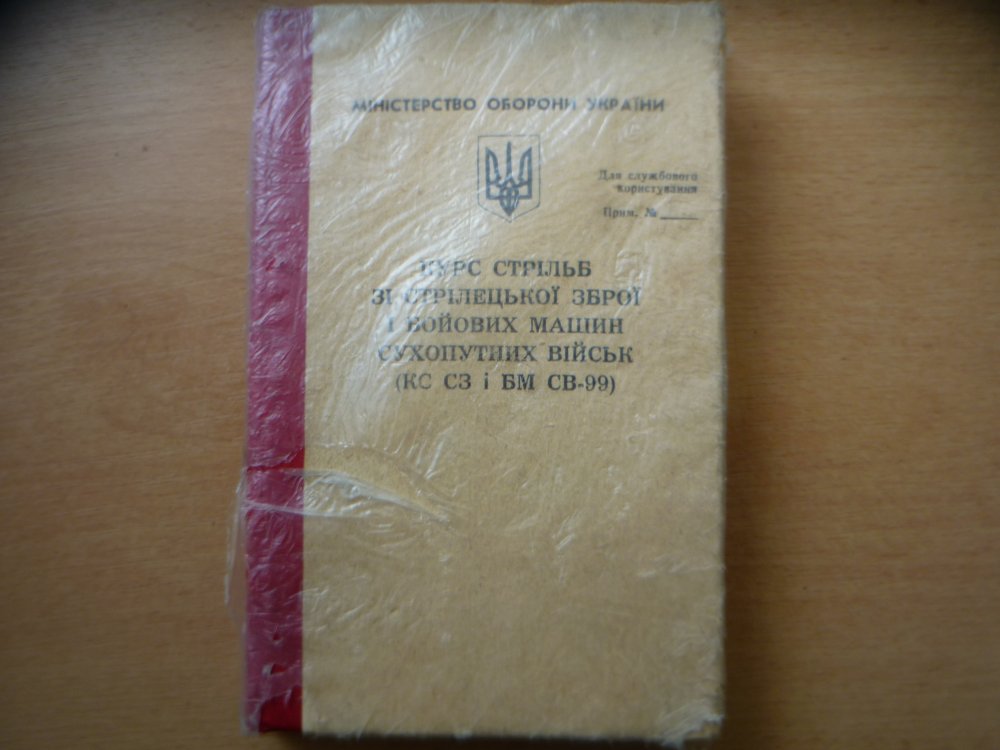 МІНІСТЕРСТВО ОБОРОНИ УКРАЇНИ
Для службового
користування
Прим. №_____
КУРС СТРІЛЬБ
ЗІ СТРІЛЕЦЬКОЇ ЗБРОЇ
І БОЙОВИХ МАШИН
СУХОПУТНИХ ВІЙСЬК
(КС СЗ і БМ СВ-99)